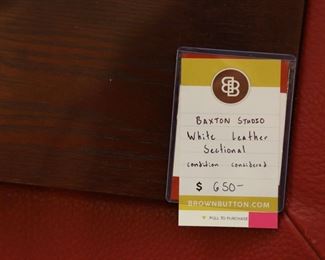 BB
BAXTON STUDIO
White Leather
Sectional
condition considered
$ 650-
BROWNBUTTON.COM
PULL TO PURCHASE